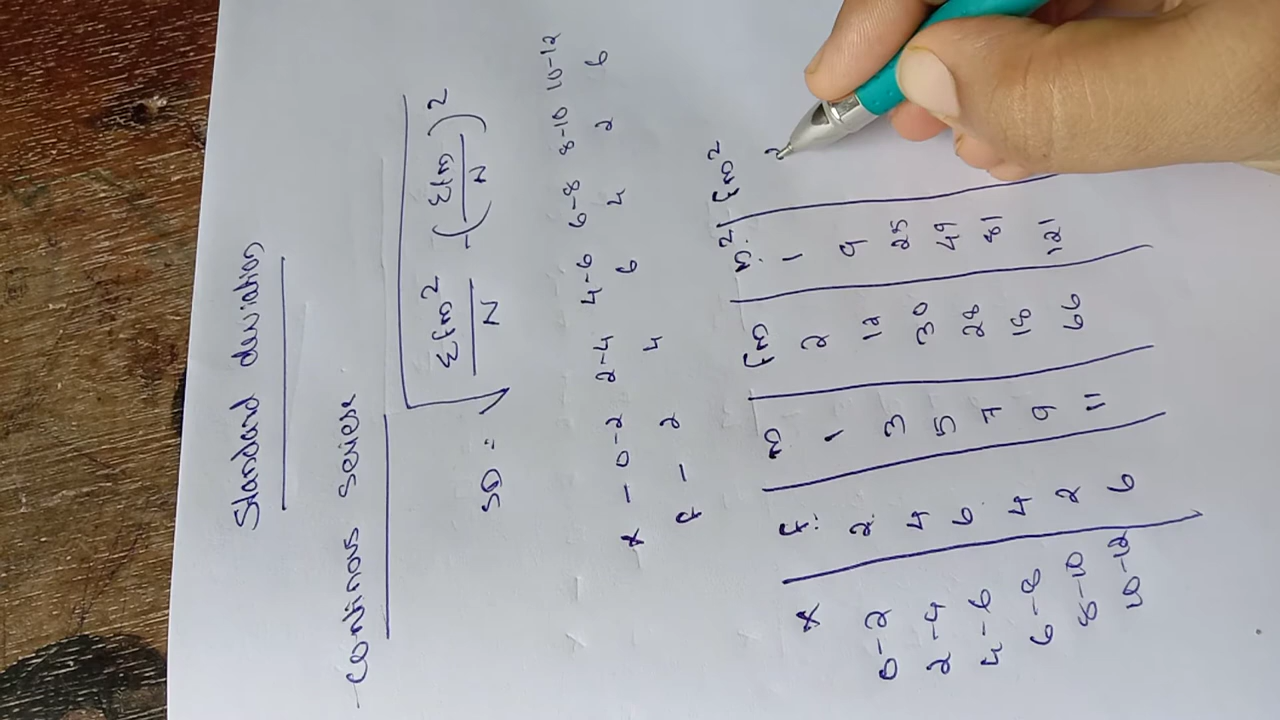 Standard deviation
Continous seriese
SD = √ Σfm² / N - (Σfm / N)²
x - 0-2 2-4 4-6 6-8 8-10 10-12
f - 2 4 6 4 2 6
x f: m fm m². fm²
0-2 2 1 2 1 2
2-4 4 3 12 9
4-6 6 5 30 25
6-8 4 7 28 49
8-10 2 9 18 81
10-12 6 11 66 121